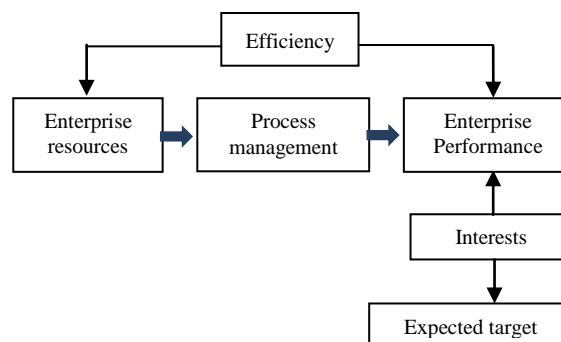 Efficiency
Enterprise
resources
Process
management
Enterprise
Performance
Interests
Expected target